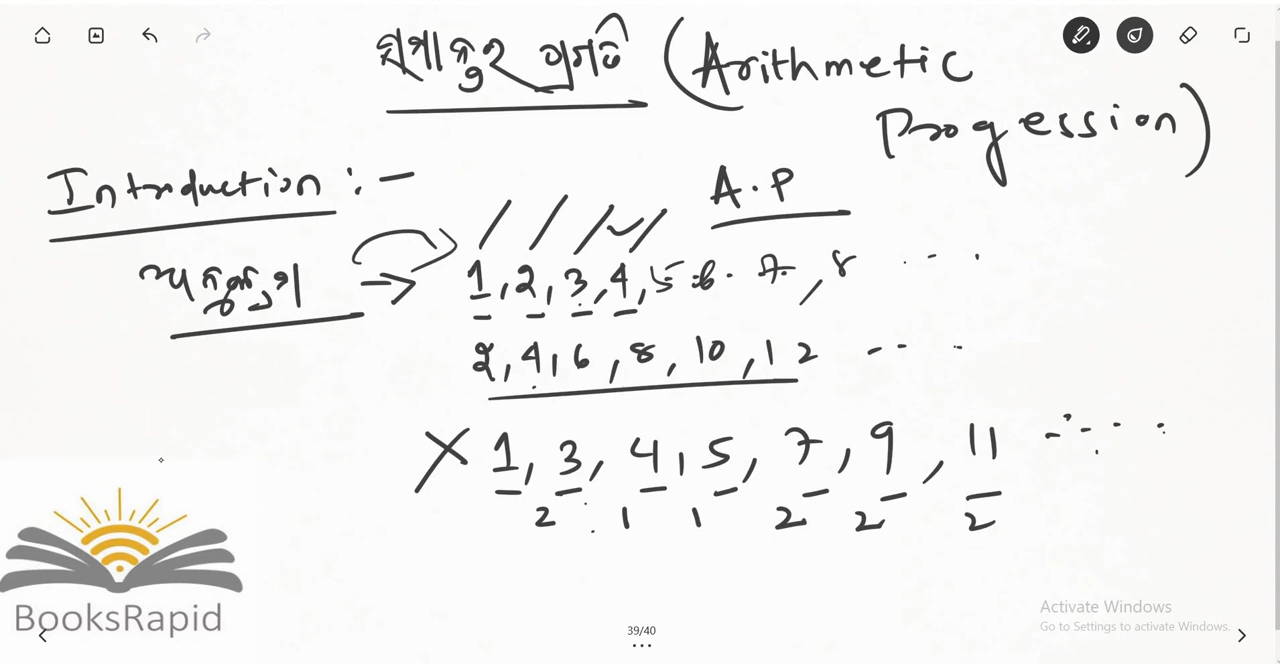 ସମାନ୍ତର ପ୍ରଗତି (Arithmetic
Progession)
Introduction :-
A.P
ଅନୁକ୍ରମ → 1, 2, 3, 4, 5 6. 7, 8 ...
2, 4, 6, 8, 10, 12 ...
X 1, 3, 4, 5, 7, 9, 11 ....
2 1 1 2 2 2
BooksRapid
Activate Windows
Go to Settings to activate Windows.
39/40